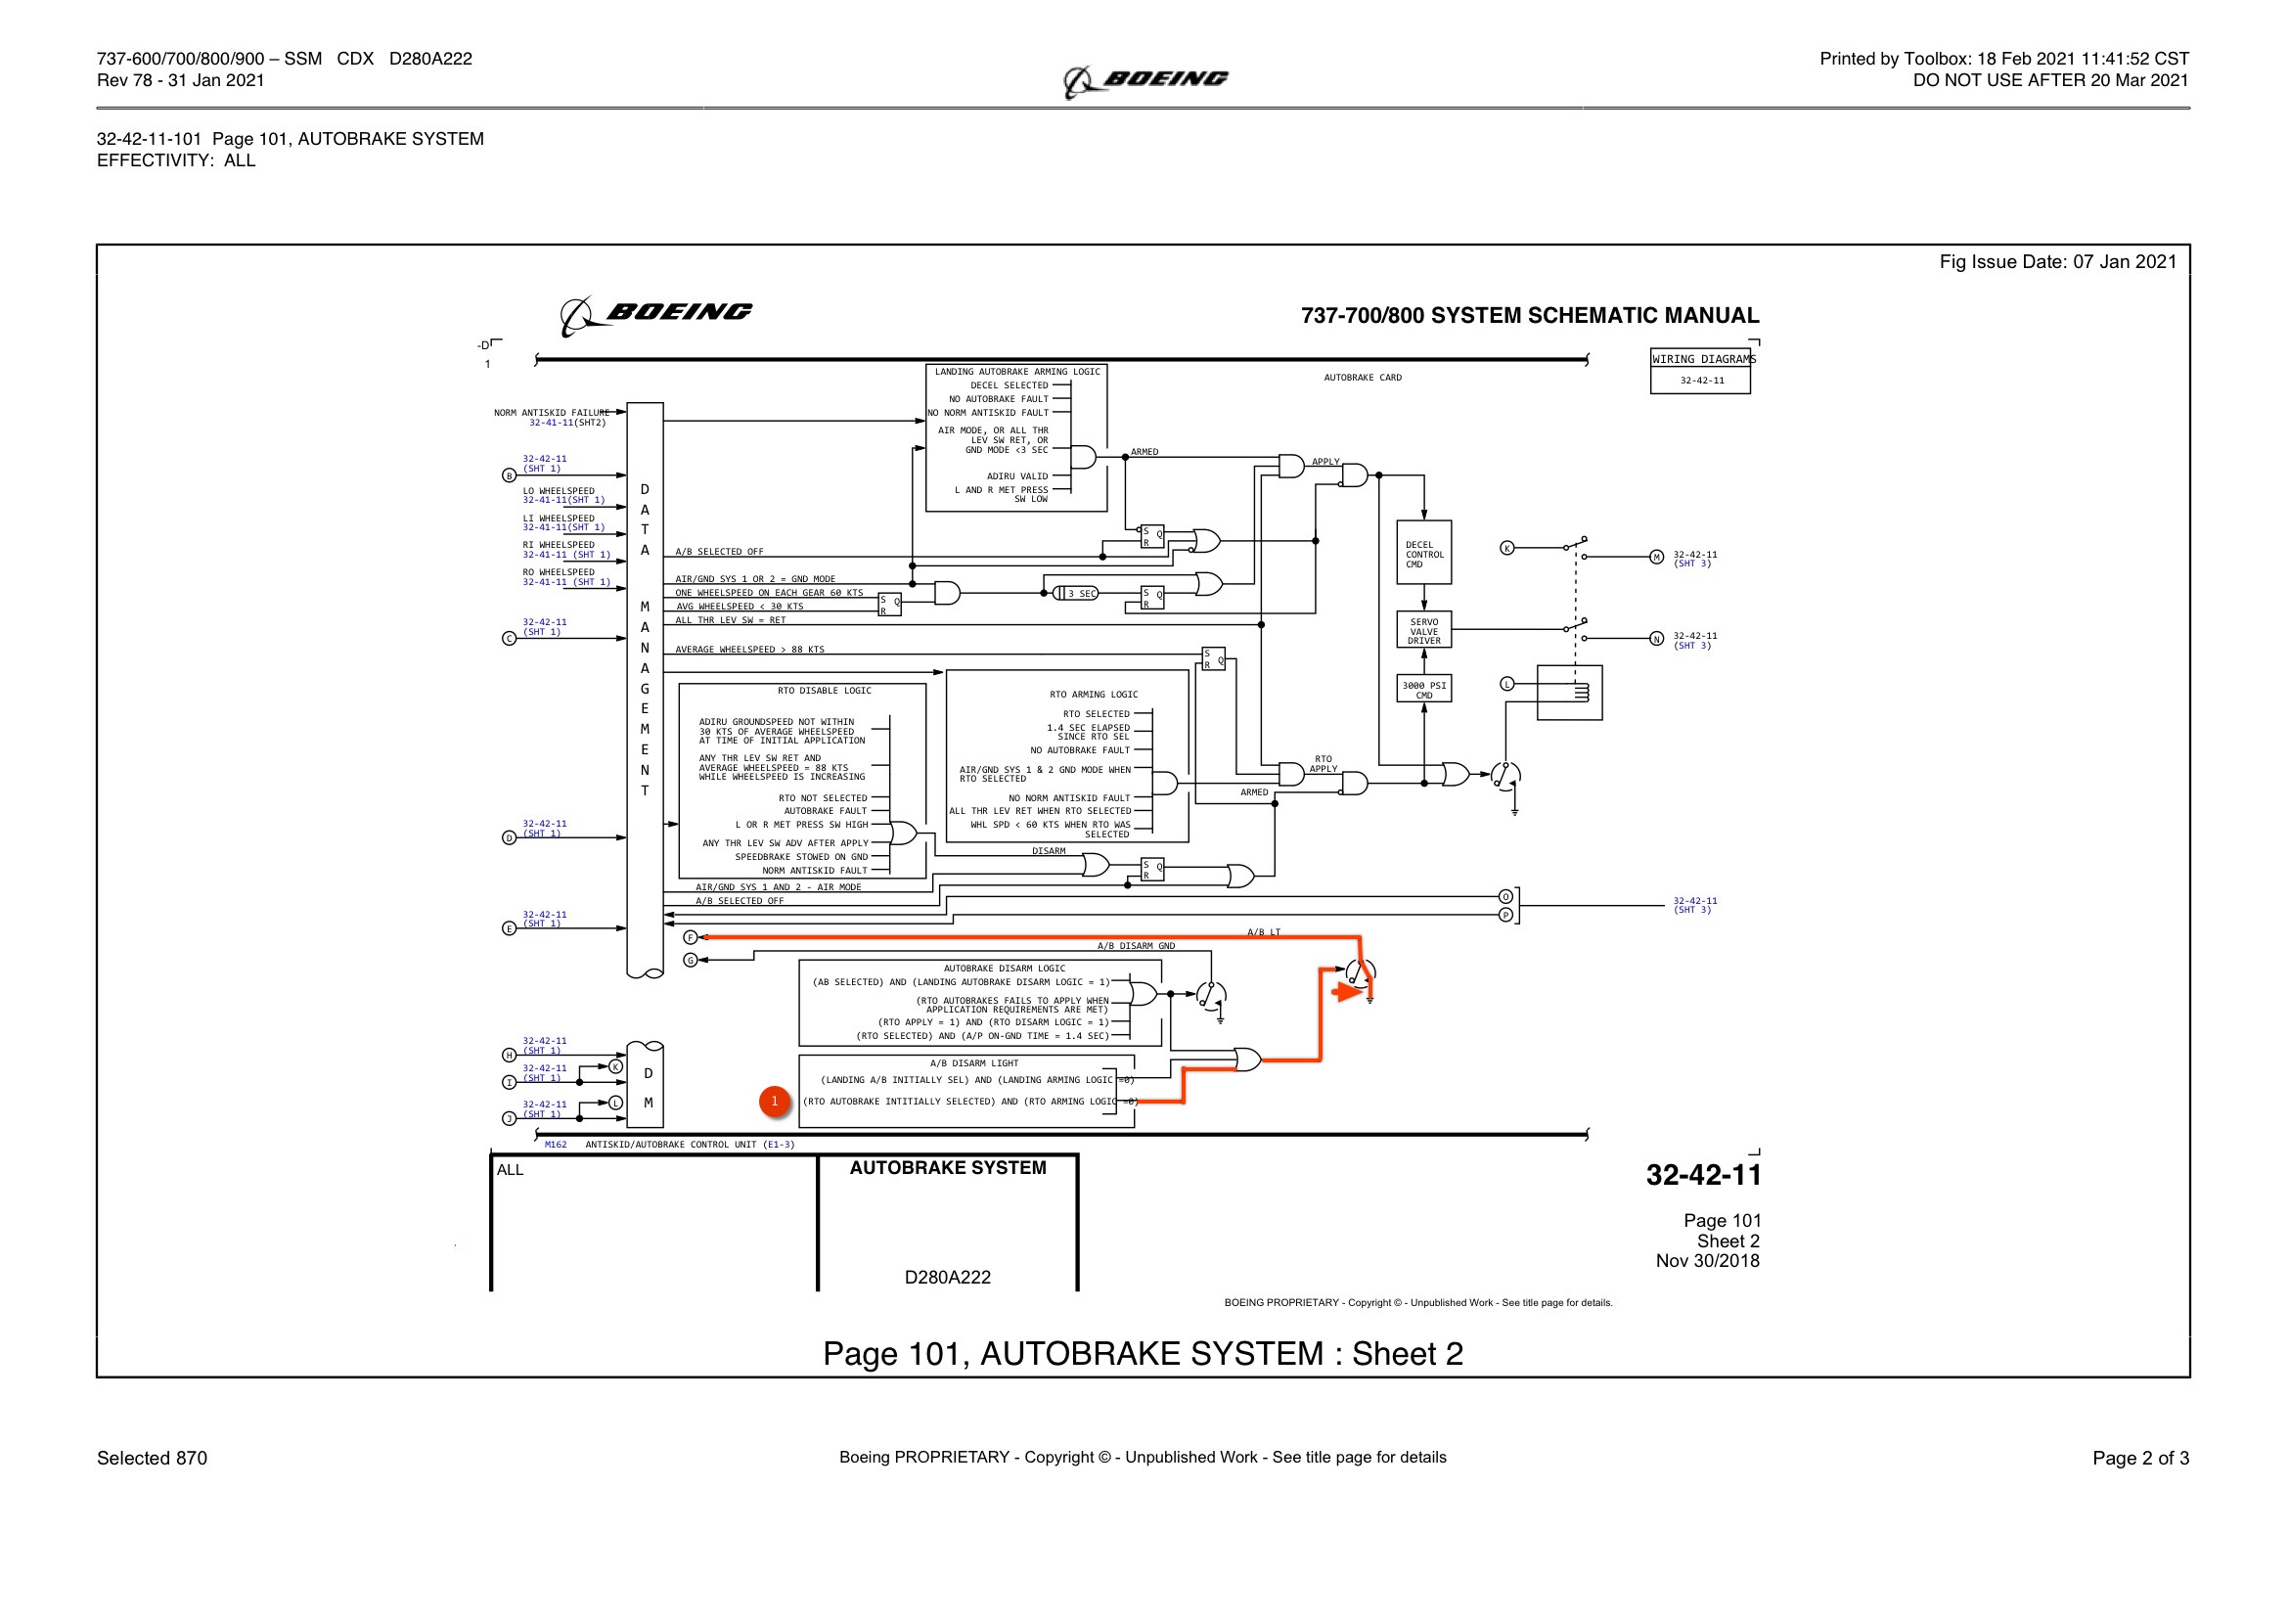 737-600/700/800/900 – SSM   CDX   D280A222
Rev 78 - 31 Jan 2021
BOEING
Printed by Toolbox: 18 Feb 2021 11:41:52 CST
DO NOT USE AFTER 20 Mar 2021
32-42-11-101  Page 101, AUTOBRAKE SYSTEM
EFFECTIVITY:  ALL
Fig Issue Date: 07 Jan 2021
BOEING
737-700/800 SYSTEM SCHEMATIC MANUAL
-D
1
WIRING DIAGRAMS
32-42-11
AUTOBRAKE CARD
NORM ANTISKID FAILURE
32-41-11(SHT2)
32-42-11
(SHT 1)
B
LO WHEELSPEED
32-41-11(SHT 1)
LI WHEELSPEED
32-41-11(SHT 1)
RI WHEELSPEED
32-41-11 (SHT 1)
RO WHEELSPEED
32-41-11 (SHT 1)
32-42-11
(SHT 1)
C
32-42-11
(SHT 1)
D
32-42-11
(SHT 1)
E
DATA MANAGEMENT
LANDING AUTOBRAKE ARMING LOGIC
DECEL SELECTED
NO AUTOBRAKE FAULT
NO NORM ANTISKID FAULT
AIR MODE, OR ALL THR
LEV SW RET, OR
GND MODE <3 SEC
ADIRU VALID
L AND R MET PRESS
SW LOW
ARMED
APPLY
A/B SELECTED OFF
S Q
R
AIR/GND SYS 1 OR 2 = GND MODE
ONE WHEELSPEED ON EACH GEAR 60 KTS
AVG WHEELSPEED < 30 KTS
S Q
R
3 SEC
S Q
R
ALL THR LEV SW = RET
AVERAGE WHEELSPEED > 88 KTS
S
R Q
DECEL
CONTROL
CMD
SERVO
VALVE
DRIVER
3000 PSI
CMD
K
M
32-42-11
(SHT 3)
N
32-42-11
(SHT 3)
L
RTO DISABLE LOGIC
ADIRU GROUNDSPEED NOT WITHIN
30 KTS OF AVERAGE WHEELSPEED
AT TIME OF INITIAL APPLICATION
ANY THR LEV SW RET AND
AVERAGE WHEELSPEED = 88 KTS
WHILE WHEELSPEED IS INCREASING
RTO NOT SELECTED
AUTOBRAKE FAULT
L OR R MET PRESS SW HIGH
ANY THR LEV SW ADV AFTER APPLY
SPEEDBRAKE STOWED ON GND
NORM ANTISKID FAULT
RTO ARMING LOGIC
RTO SELECTED
1.4 SEC ELAPSED
SINCE RTO SEL
NO AUTOBRAKE FAULT
AIR/GND SYS 1 & 2 GND MODE WHEN
RTO SELECTED
NO NORM ANTISKID FAULT
ALL THR LEV RET WHEN RTO SELECTED
WHL SPD < 60 KTS WHEN RTO WAS
SELECTED
RTO
APPLY
ARMED
DISARM
S Q
R
AIR/GND SYS 1 AND 2 - AIR MODE
A/B SELECTED OFF
O
P
32-42-11
(SHT 3)
F
A/B LT
A/B DISARM GND
G
AUTOBRAKE DISARM LOGIC
(AB SELECTED) AND (LANDING AUTOBRAKE DISARM LOGIC = 1)
(RTO AUTOBRAKES FAILS TO APPLY WHEN
APPLICATION REQUIREMENTS ARE MET)
(RTO APPLY = 1) AND (RTO DISARM LOGIC = 1)
(RTO SELECTED) AND (A/P ON-GND TIME = 1.4 SEC)
A/B DISARM LIGHT
(LANDING A/B INITIALLY SEL) AND (LANDING ARMING LOGIC =0)
1
(RTO AUTOBRAKE INTITIALLY SELECTED) AND (RTO ARMING LOGIC =0)
32-42-11
(SHT 1)
H
K
32-42-11
(SHT 1)
I
32-42-11
(SHT 1)
L
J
D
M
M162   ANTISKID/AUTOBRAKE CONTROL UNIT (E1-3)
ALL
AUTOBRAKE SYSTEM
D280A222
32-42-11
Page 101
Sheet 2
Nov 30/2018
BOEING PROPRIETARY - Copyright © - Unpublished Work - See title page for details.
Page 101, AUTOBRAKE SYSTEM : Sheet 2
Selected 870
Boeing PROPRIETARY - Copyright © - Unpublished Work - See title page for details
Page 2 of 3